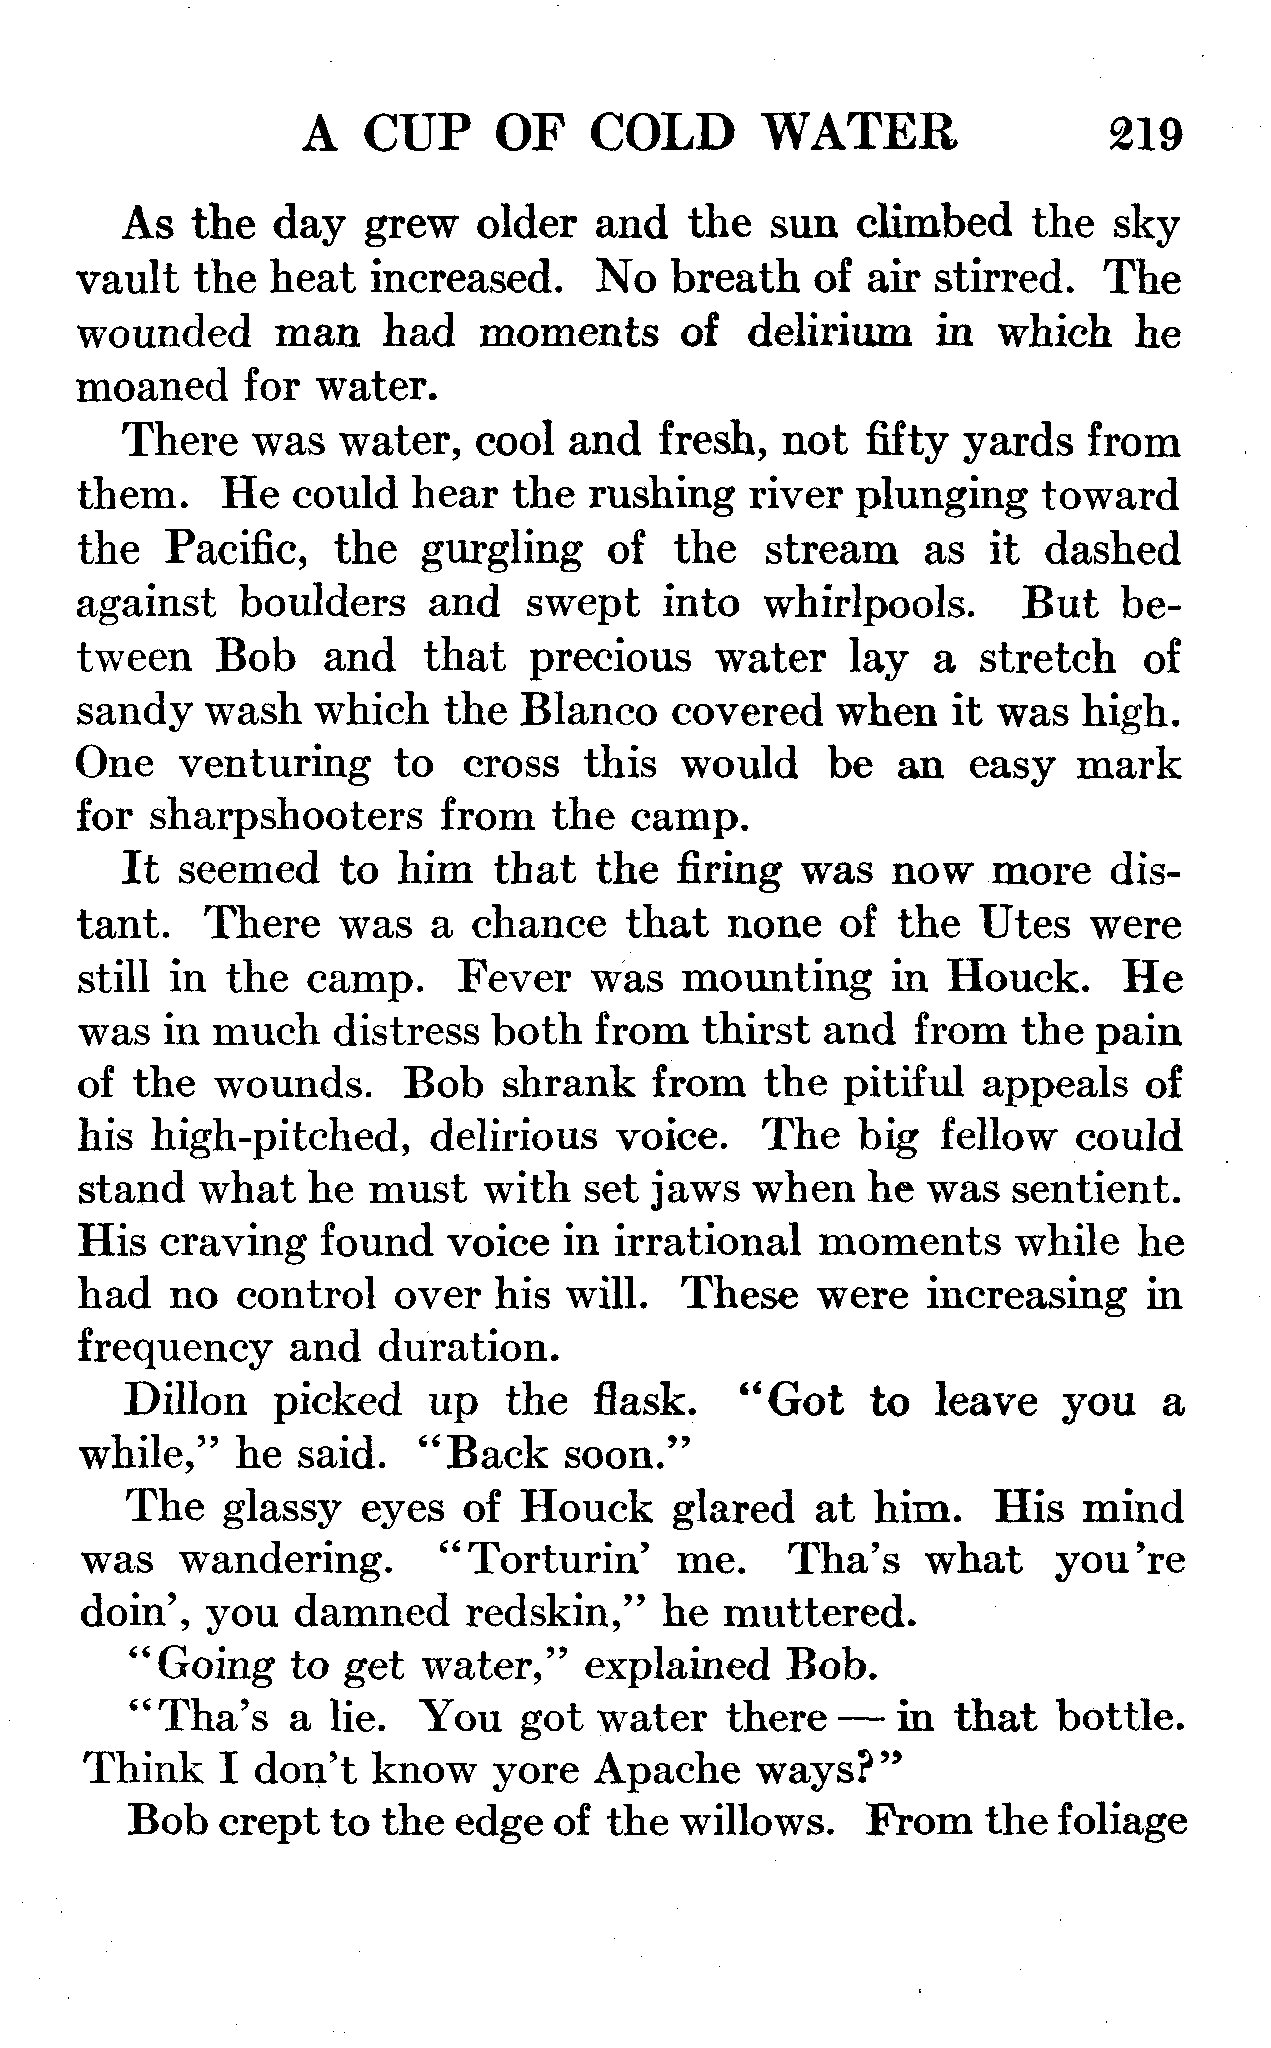 A CUP OF COLD WATER 219
As the day grew older and the sun climbed the sky
vault the heat increased. No breath of air stirred. The
wounded man had moments of delirium in which he
moaned for water.
There was water, cool and fresh, not fifty yards from
them. He could hear the rushing river plunging toward
the Pacific, the gurgling of the stream as it dashed
against boulders and swept into whirlpools. But be-
tween Bob and that precious water lay a stretch of
sandy wash which the Blanco covered when it was high.
One venturing to cross this would be an easy mark
for sharpshooters from the camp.
It seemed to him that the firing was now more dis-
tant. There was a chance that none of the Utes were
still in the camp. Fever was mounting in Houck. He
was in much distress both from thirst and from the pain
of the wounds. Bob shrank from the pitiful appeals of
his high-pitched, delirious voice. The big fellow could
stand what he must with set jaws when he was sentient.
His craving found voice in irrational moments while he
had no control over his will. These were increasing in
frequency and duration.
Dillon picked up the flask. “Got to leave you a
while,” he said. “Back soon.”
The glassy eyes of Houck glared at him. His mind
was wandering. “Torturin’ me. Tha’s what you’re
doin’, you damned redskin,” he muttered.
“Going to get water,” explained Bob.
“Tha’s a lie. You got water there — in that bottle.
Think I don’t know yore Apache ways?”
Bob crept to the edge of the willows. From the foliage